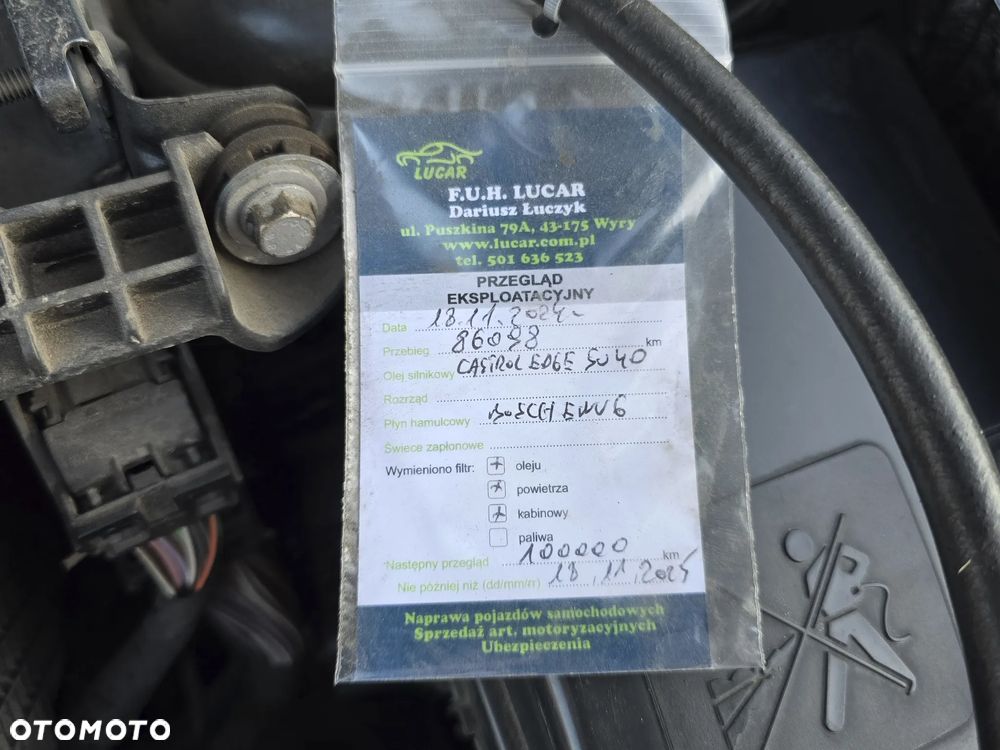 LUCAR
F.U.H. LUCAR
Dariusz Łuczyk
ul. Puszkina 79A, 43-175 Wyry
www.lucar.com.pl
tel. 501 636 523
PRZEGLĄD
EKSPLOATACYJNY
Data 18.11.2024
Przebieg 86098 km
Olej silnikowy CASTROL EDGE 5W40
Rozrząd
Płyn hamulcowy BOSCH ENV6
Świece zapłonowe
Wymieniono filtr: oleju
powietrza
kabinowy
paliwa
Następny przegląd 100000 km
Nie później niż (dd/mm/rr) 18.11.2025
Naprawa pojazdów samochodowych
Sprzedaż art. motoryzacyjnych
Ubezpieczenia
OTOMOTO